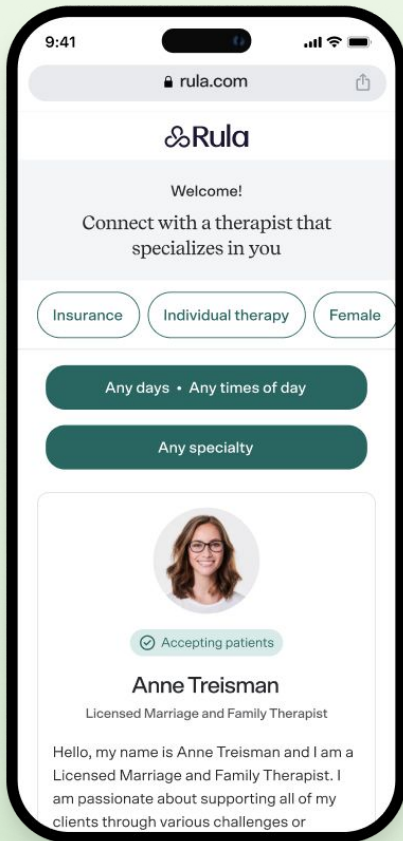 9:41
rula.com
Rula
Welcome!
Connect with a therapist that
specializes in you
Insurance
Individual therapy
Female
Any days • Any times of day
Any specialty
Accepting patients
Anne Treisman
Licensed Marriage and Family Therapist
Hello, my name is Anne Treisman and I am a
Licensed Marriage and Family Therapist. I
am passionate about supporting all of my
clients through various challenges or